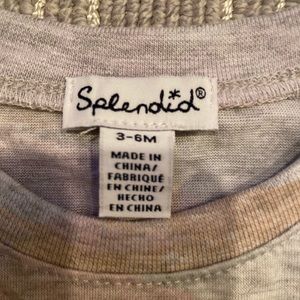 Splendid®
3-6M
MADE IN
CHINA/
FABRIQUÉ
EN CHINE/
HECHO
EN CHINA